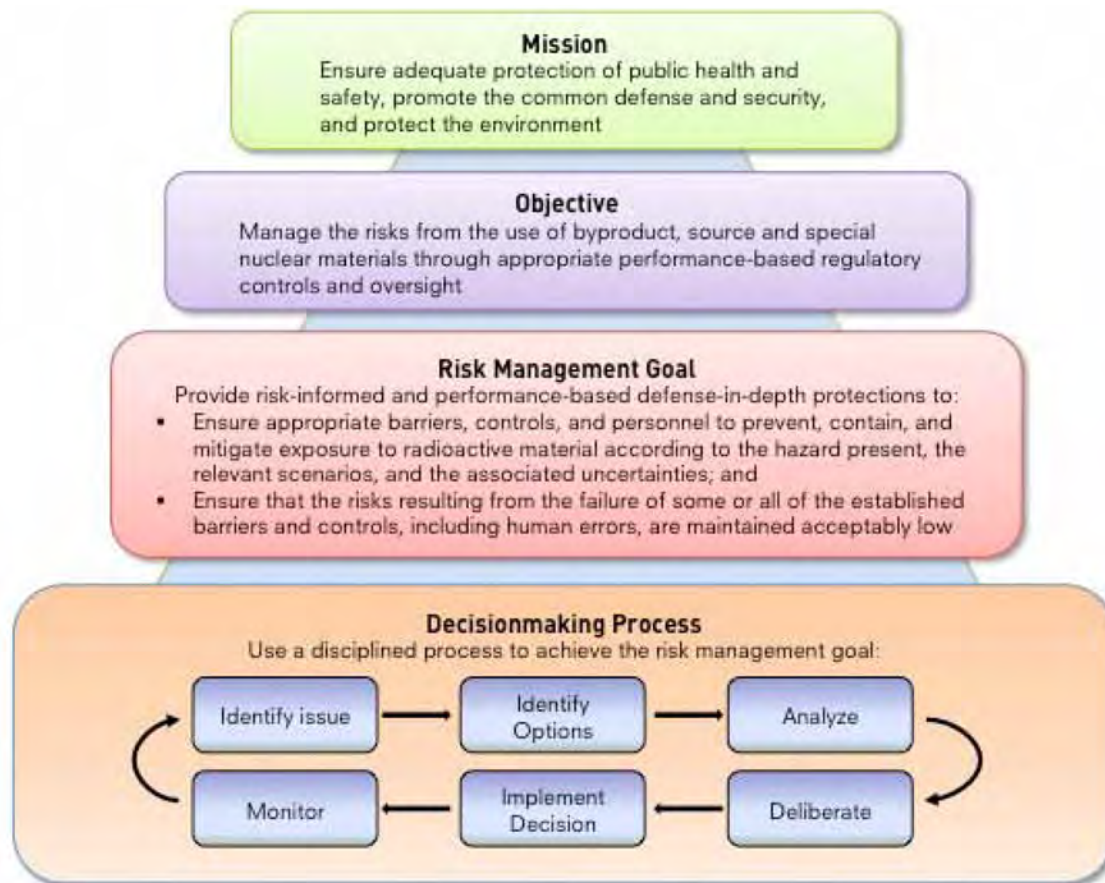 Mission
Ensure adequate protection of public health and
safety, promote the common defense and security,
and protect the environment
Objective
Manage the risks from the use of byproduct, source and special
nuclear materials through appropriate performance-based regulatory
controls and oversight
Risk Management Goal
Provide risk-informed and performance-based defense-in-depth protections to:
▪ Ensure appropriate barriers, controls, and personnel to prevent, contain, and
mitigate exposure to radioactive material according to the hazard present, the
relevant scenarios, and the associated uncertainties; and
▪ Ensure that the risks resulting from the failure of some or all of the established
barriers and controls, including human errors, are maintained acceptably low
Decisionmaking Process
Use a disciplined process to achieve the risk management goal:
Identify issue
Identify
Options
Analyze
Monitor
Implement
Decision
Deliberate